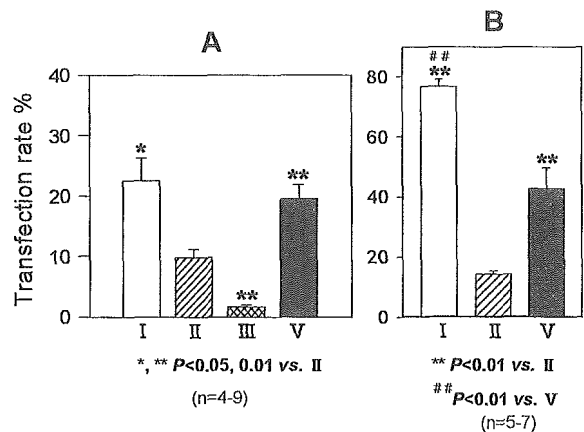 A
B
Transfection rate %
40
30
20
10
0
*
**
**
I
II
III
V
*, ** P<0.05, 0.01 vs. II
(n=4-9)
80
60
40
20
0
##
**
**
I
II
V
** P<0.01 vs. II
##P<0.01 vs. V
(n=5-7)